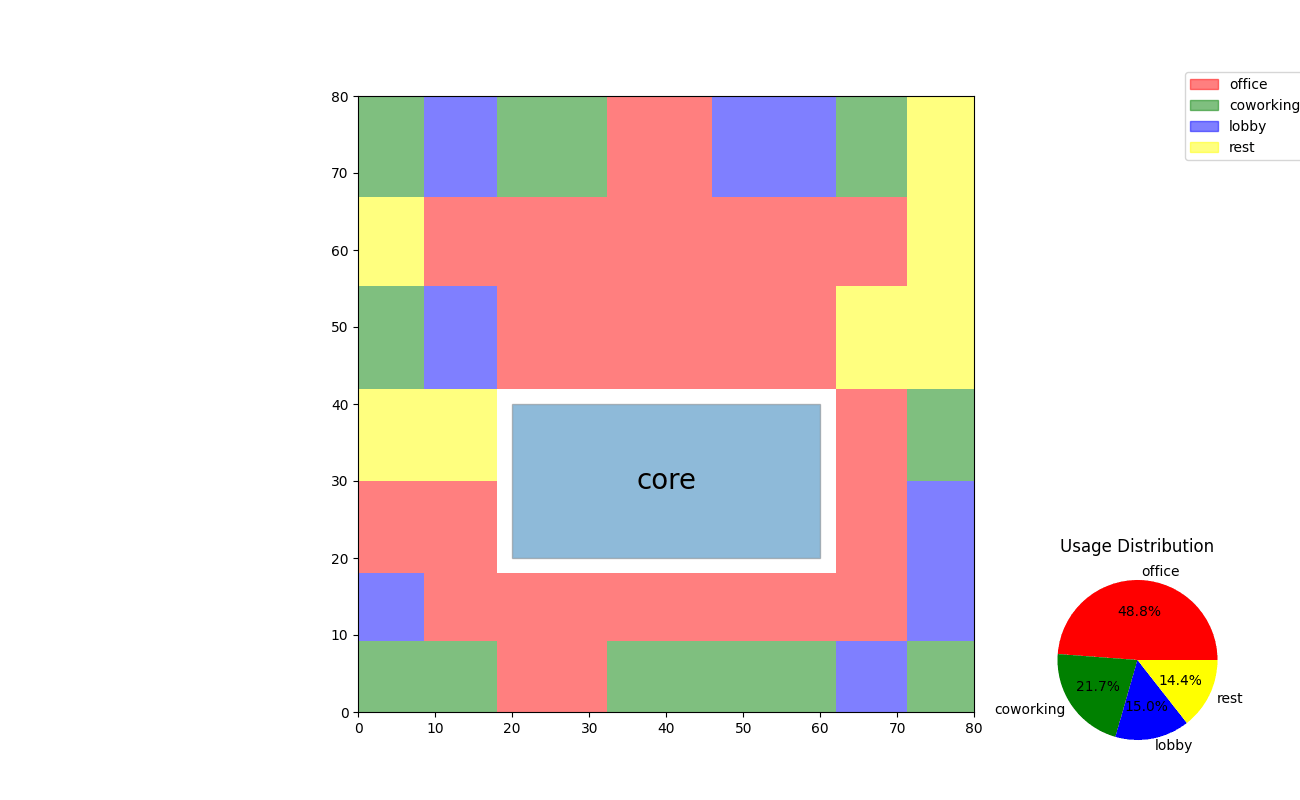 office
coworking
lobby
rest
80
70
60
50
40
30
20
10
0
core
0 10 20 30 40 50 60 70 80
Usage Distribution
office
48.8%
21.7%
coworking
15.0%
lobby
14.4%
rest